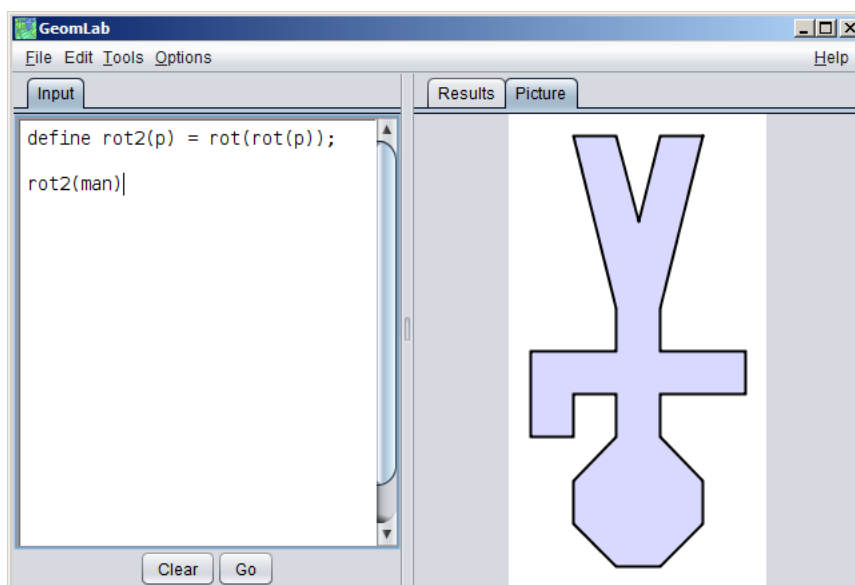 GeomLab
File Edit Tools Options Help
Input
Results Picture
define rot2(p) = rot(rot(p));
rot2(man)
Clear Go